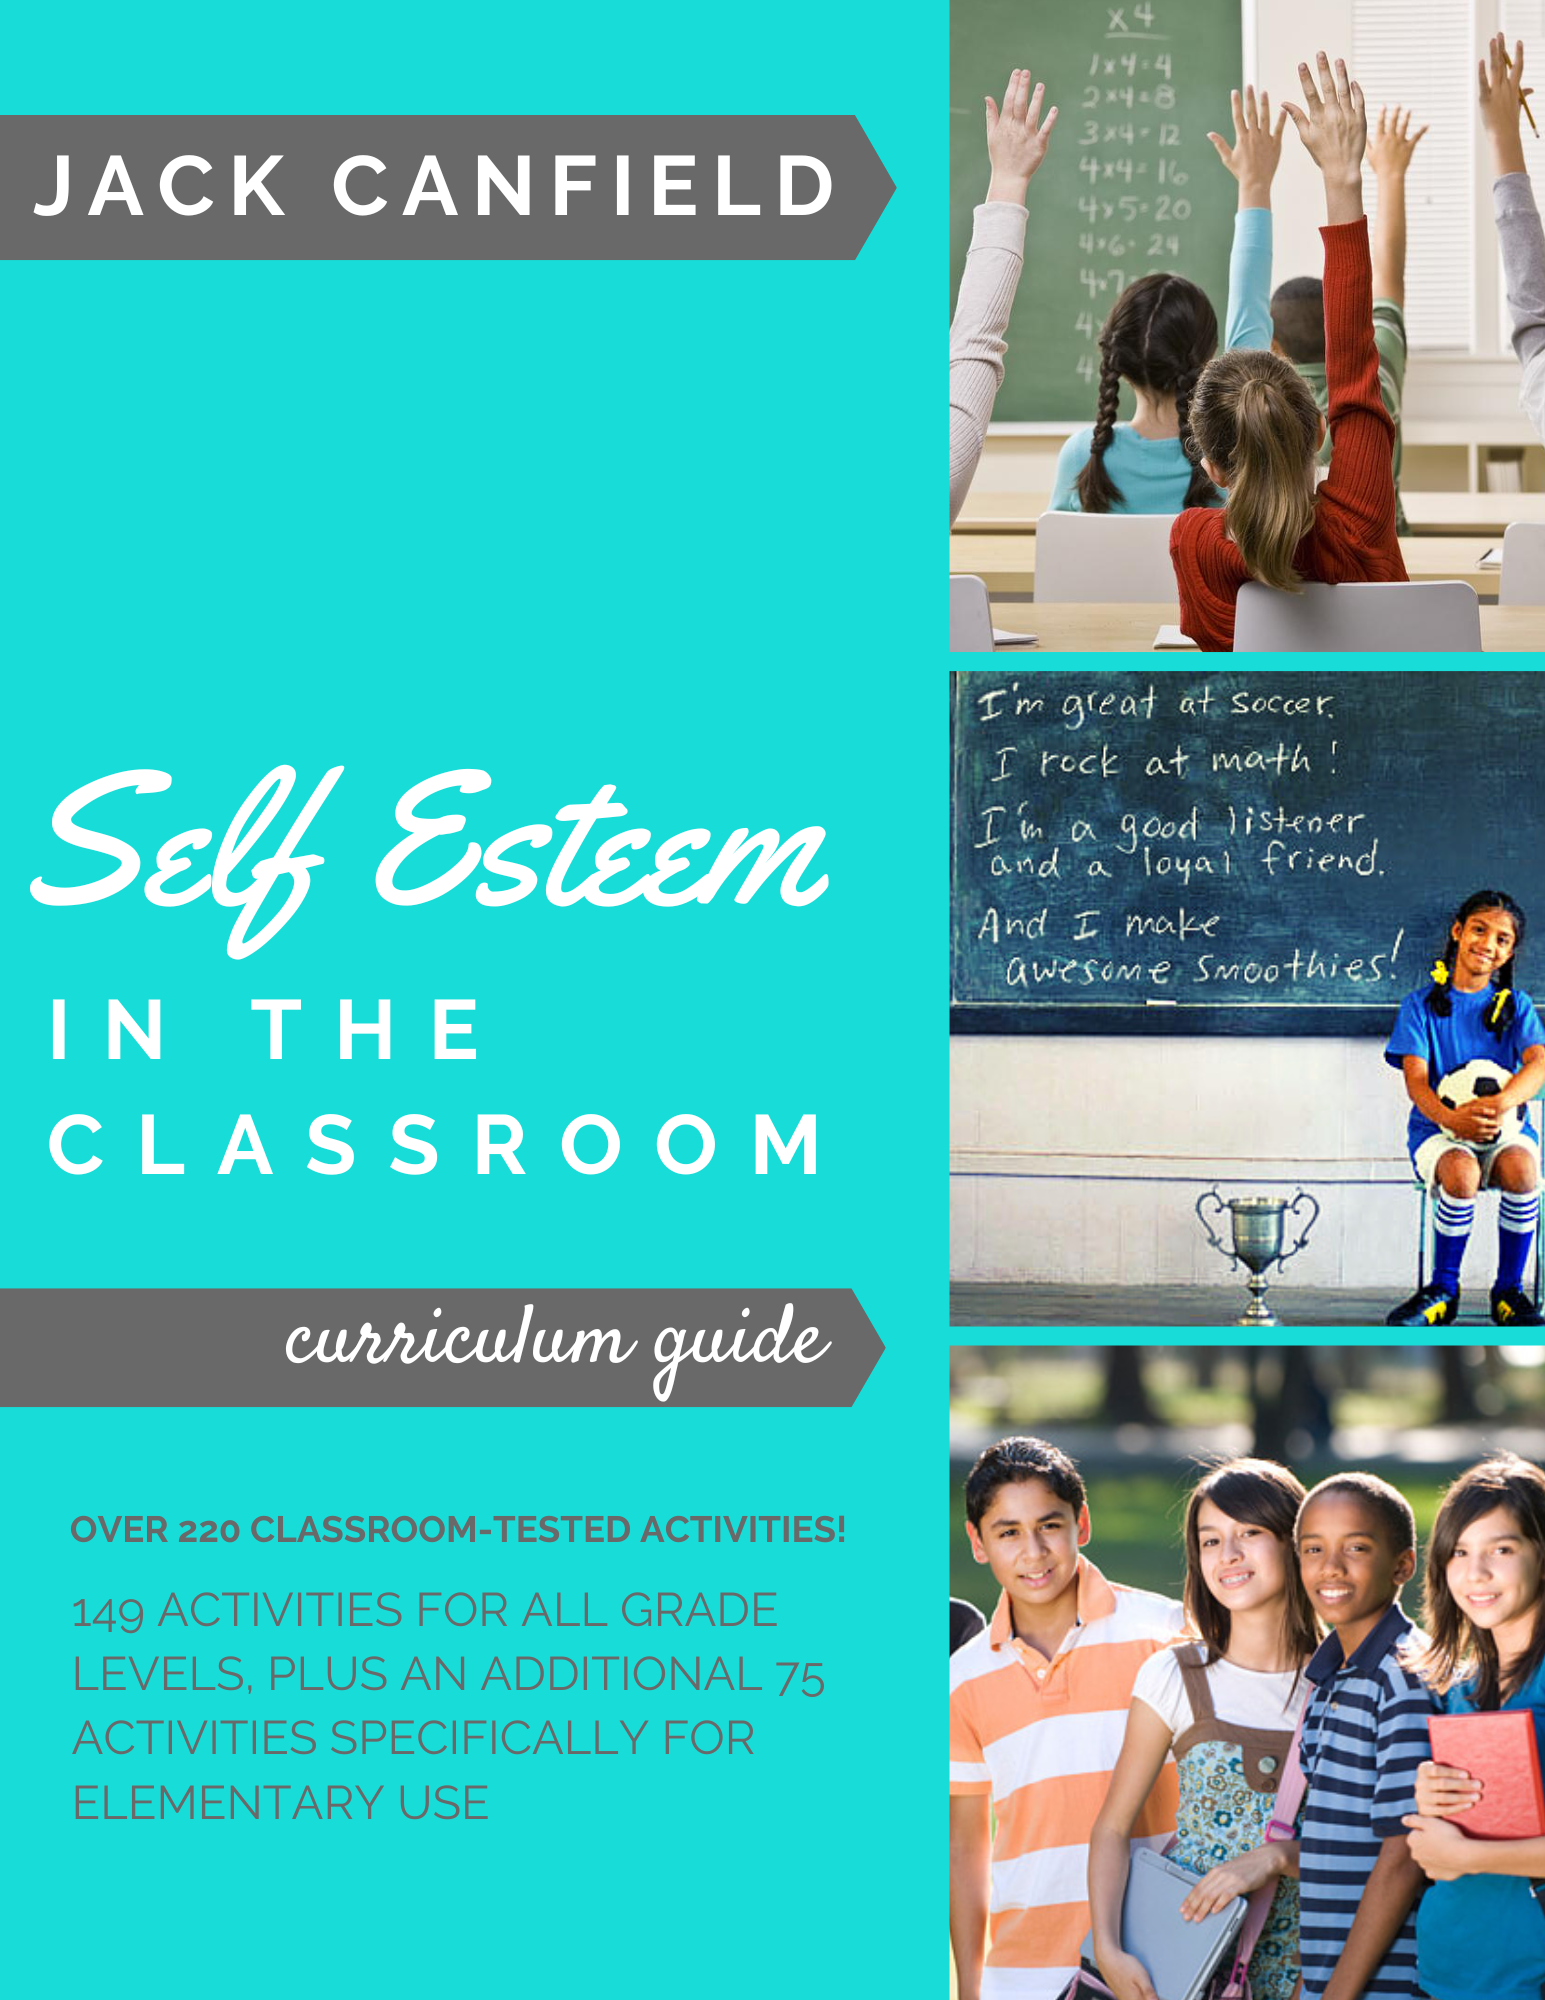 JACK CANFIELD
Self Esteem
IN THE
CLASSROOM
curriculum guide
OVER 220 CLASSROOM-TESTED ACTIVITIES!
149 ACTIVITIES FOR ALL GRADE
LEVELS, PLUS AN ADDITIONAL 75
ACTIVITIES SPECIFICALLY FOR
ELEMENTARY USE
x4
1x4=4
2x4=8
3x4=12
4x4=16
4x5=20
4x6=24
4x7=
4x
4
I'm great at soccer.
I rock at math!
I'm a good listener
and a loyal friend.
And I make
awesome smoothies!